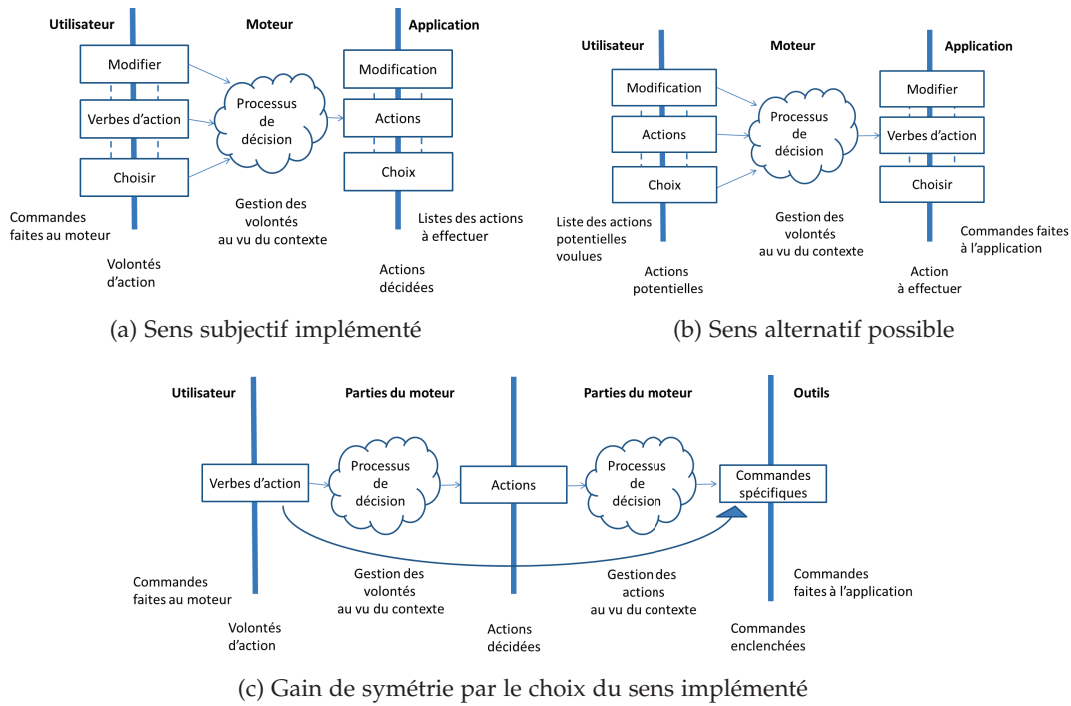 Utilisateur
Moteur
Application
Modifier
Verbes d'action
Choisir
Processus
de
décision
Modification
Actions
Choix
Commandes
faites au moteur
Gestion des
volontés
au vu du contexte
Listes des actions
à effectuer
Volontés
d'action
Actions
décidées
(a) Sens subjectif implémenté
Utilisateur
Moteur
Application
Modification
Actions
Choix
Processus
de
décision
Modifier
Verbes d'action
Choisir
Liste des actions
potentielles
voulues
Gestion des
volontés
au vu du contexte
Commandes faites
à l'application
Actions
potentielles
Action
à effectuer
(b) Sens alternatif possible
Utilisateur
Parties du moteur
Parties du moteur
Outils
Verbes d'action
Processus
de
décision
Actions
Processus
de
décision
Commandes
spécifiques
Commandes
faites au moteur
Gestion des
volontés
au vu du contexte
Gestion des
actions
au vu du contexte
Commandes
faites à l'application
Volontés
d'action
Actions
décidées
Commandes
enclenchées
(c) Gain de symétrie par le choix du sens implémenté